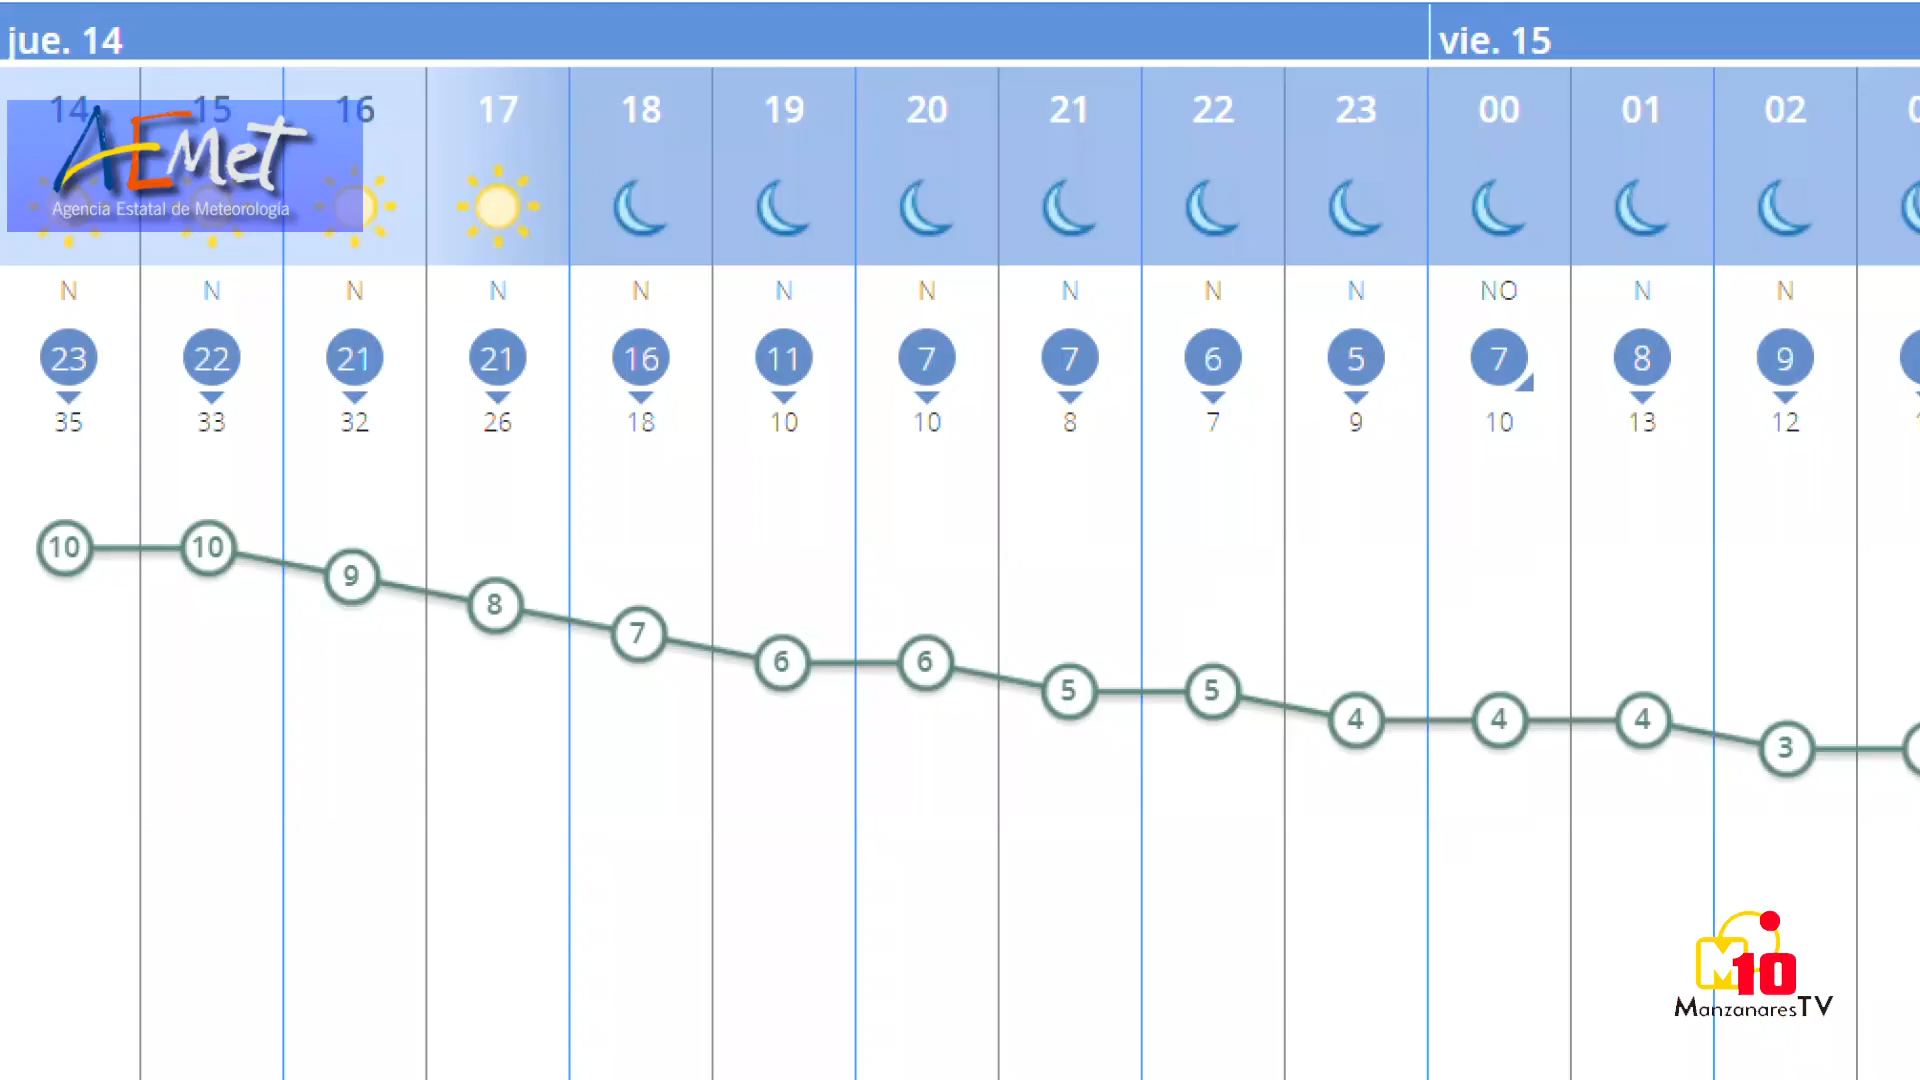 jue. 14 vie. 15
14 15 16 17 18 19 20 21 22 23 00 01 02
AEMet
Agencia Estatal de Meteorología
N N N N N N N N N N NO N N
23 22 21 21 16 11 7 7 6 5 7 8 9
35 33 32 26 18 10 10 8 7 9 10 13 12
10 10 9 8 7 6 6 5 5 4 4 4 3
M10
ManzanaresTV